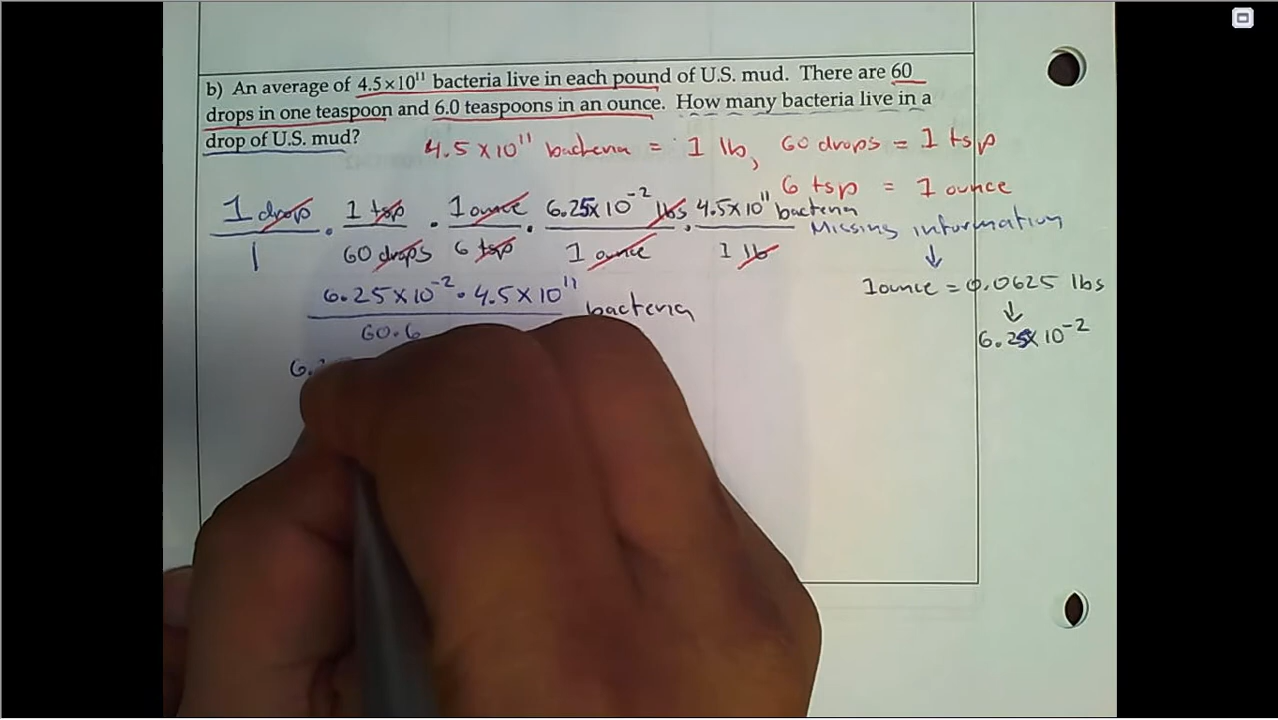 b) An average of 4.5×10¹¹ bacteria live in each pound of U.S. mud. There are 60
drops in one teaspoon and 6.0 teaspoons in an ounce. How many bacteria live in a
drop of U.S. mud?
4.5 × 10¹¹ bacteria = 1 lb, 60 drops = 1 tsp
6 tsp = 1 ounce
1 drop · 1 tsp · 1 ounce · 6.25×10⁻² lbs · 4.5×10¹¹ bacteria
1 60 drops 6 tsp 1 ounce 1 lb
Missing information
↓
1 ounce = 0.0625 lbs
↓
6.25×10⁻²
6.25×10⁻² · 4.5×10¹¹ bacteria
60·6